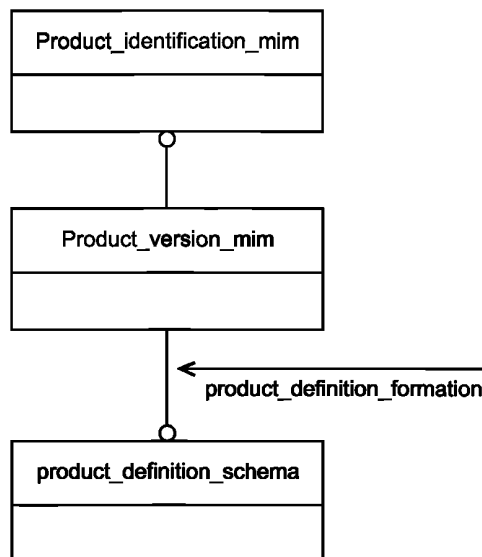 Product_identification_mim
Product_version_mim
product_definition_formation
product_definition_schema